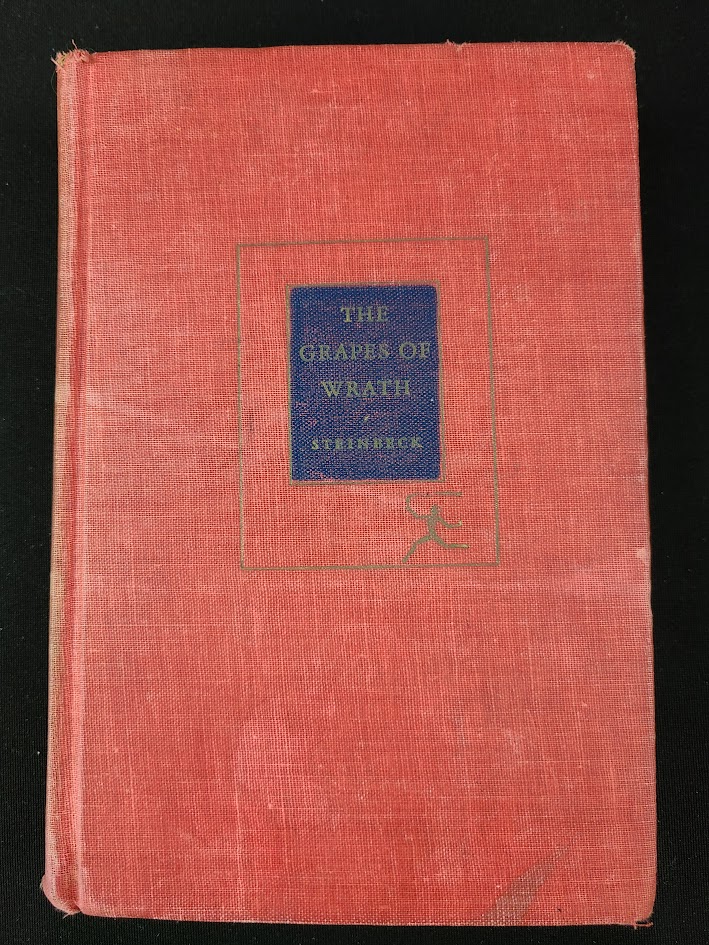 THE
GRAPES OF
WRATH
STEINBECK